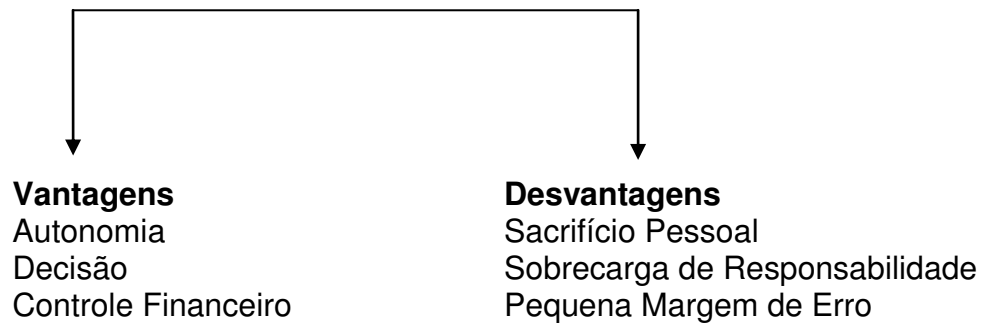 Vantagens
Autonomia
Decisão
Controle Financeiro
Desvantagens
Sacrifício Pessoal
Sobrecarga de Responsabilidade
Pequena Margem de Erro